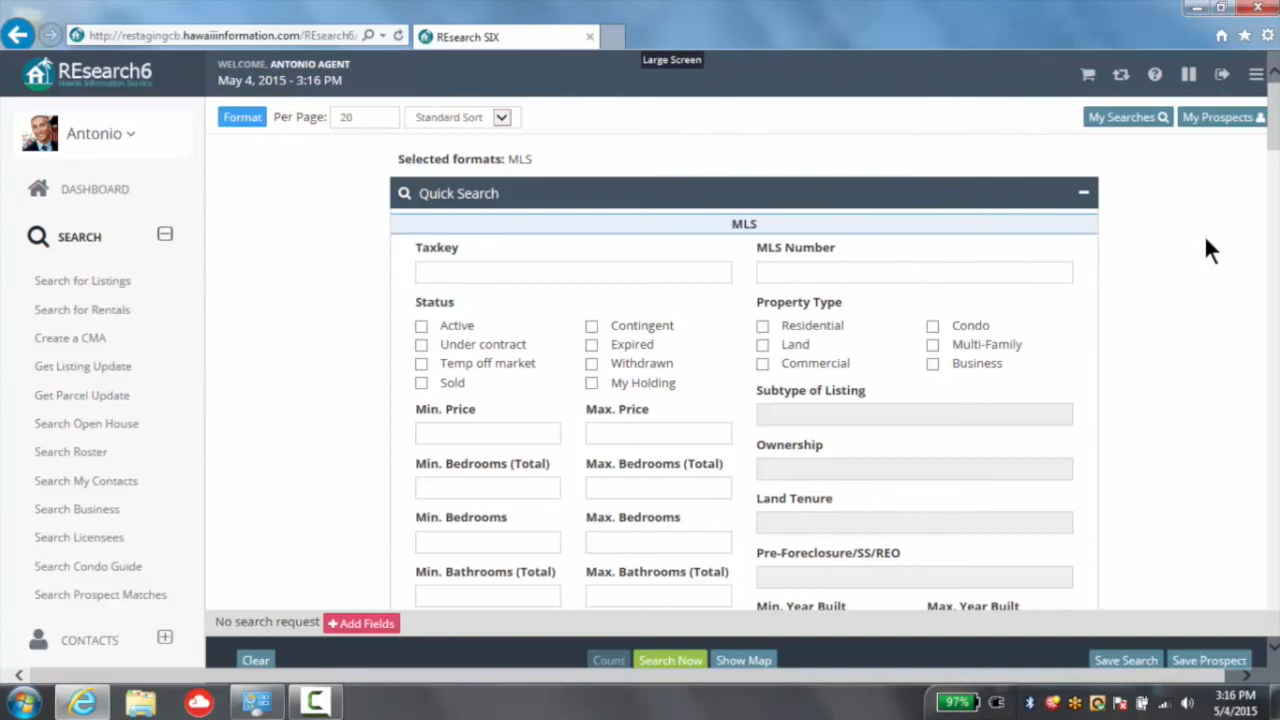 http://restagingcb.hawaiiinformation.com/REsearch6/
REsearch SIX
Large Screen
REsearch6
Hawaii Information Service
WELCOME, ANTONIO AGENT
May 4, 2015 - 3:16 PM
Format
Per Page:
20
Standard Sort
My Searches
My Prospects
Antonio
DASHBOARD
SEARCH
Search for Listings
Search for Rentals
Create a CMA
Get Listing Update
Get Parcel Update
Search Open House
Search Roster
Search My Contacts
Search Business
Search Licensees
Search Condo Guide
Search Prospect Matches
CONTACTS
Selected formats: MLS
Quick Search
MLS
Taxkey
MLS Number
Status
Property Type
Active
Contingent
Residential
Condo
Under contract
Expired
Land
Multi-Family
Temp off market
Withdrawn
Commercial
Business
Sold
My Holding
Subtype of Listing
Min. Price
Max. Price
Ownership
Min. Bedrooms (Total)
Max. Bedrooms (Total)
Land Tenure
Min. Bedrooms
Max. Bedrooms
Pre-Foreclosure/SS/REO
Min. Bathrooms (Total)
Max. Bathrooms (Total)
Min. Year Built
Max. Year Built
No search request
+ Add Fields
Clear
Count
Search Now
Show Map
Save Search
Save Prospect
97%
3:16 PM
5/4/2015